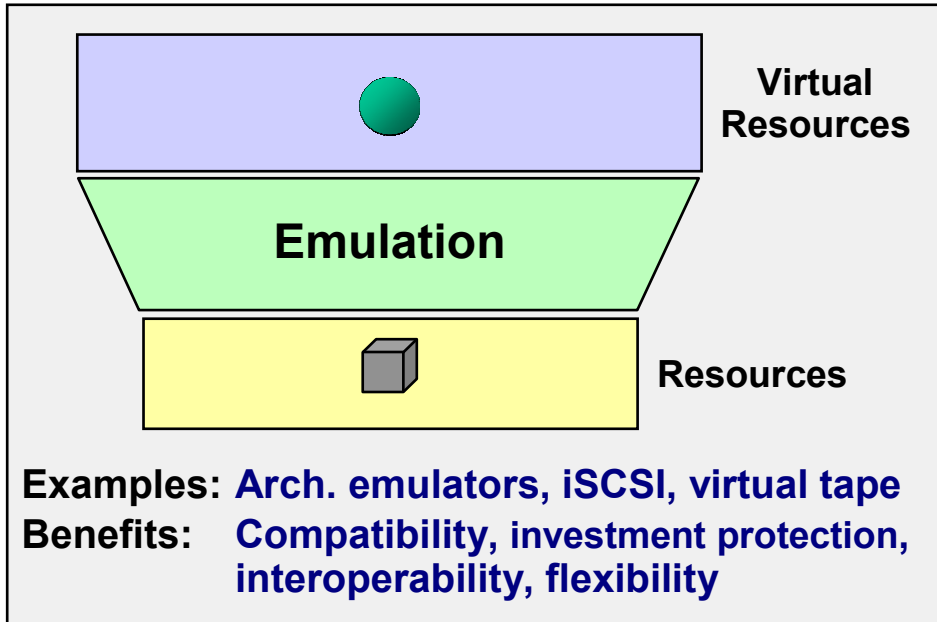 Virtual
Resources
Emulation
Resources
Examples: Arch. emulators, iSCSI, virtual tape
Benefits: Compatibility, investment protection,
interoperability, flexibility